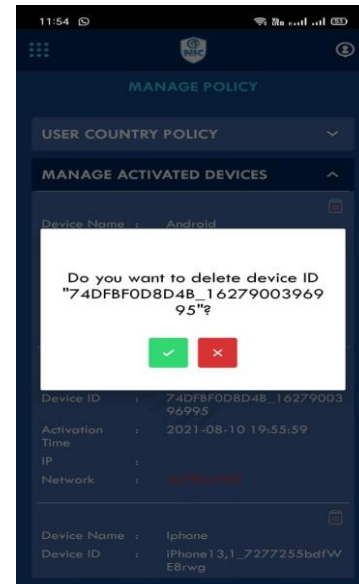 11:54
NIC
MANAGE POLICY
USER COUNTRY POLICY
MANAGE ACTIVATED DEVICES
Device Name : Android
Do you want to delete device ID
"74DFBF0D8D4B_16279003969
95"?
Device ID : 74DFBF0D8D4B_16279003
96995
Activation : 2021-08-10 19:55:59
Time
IP :
Network :
Device Name : Iphone
Device ID : iPhone13,1_7277255bdfW
E8rwg